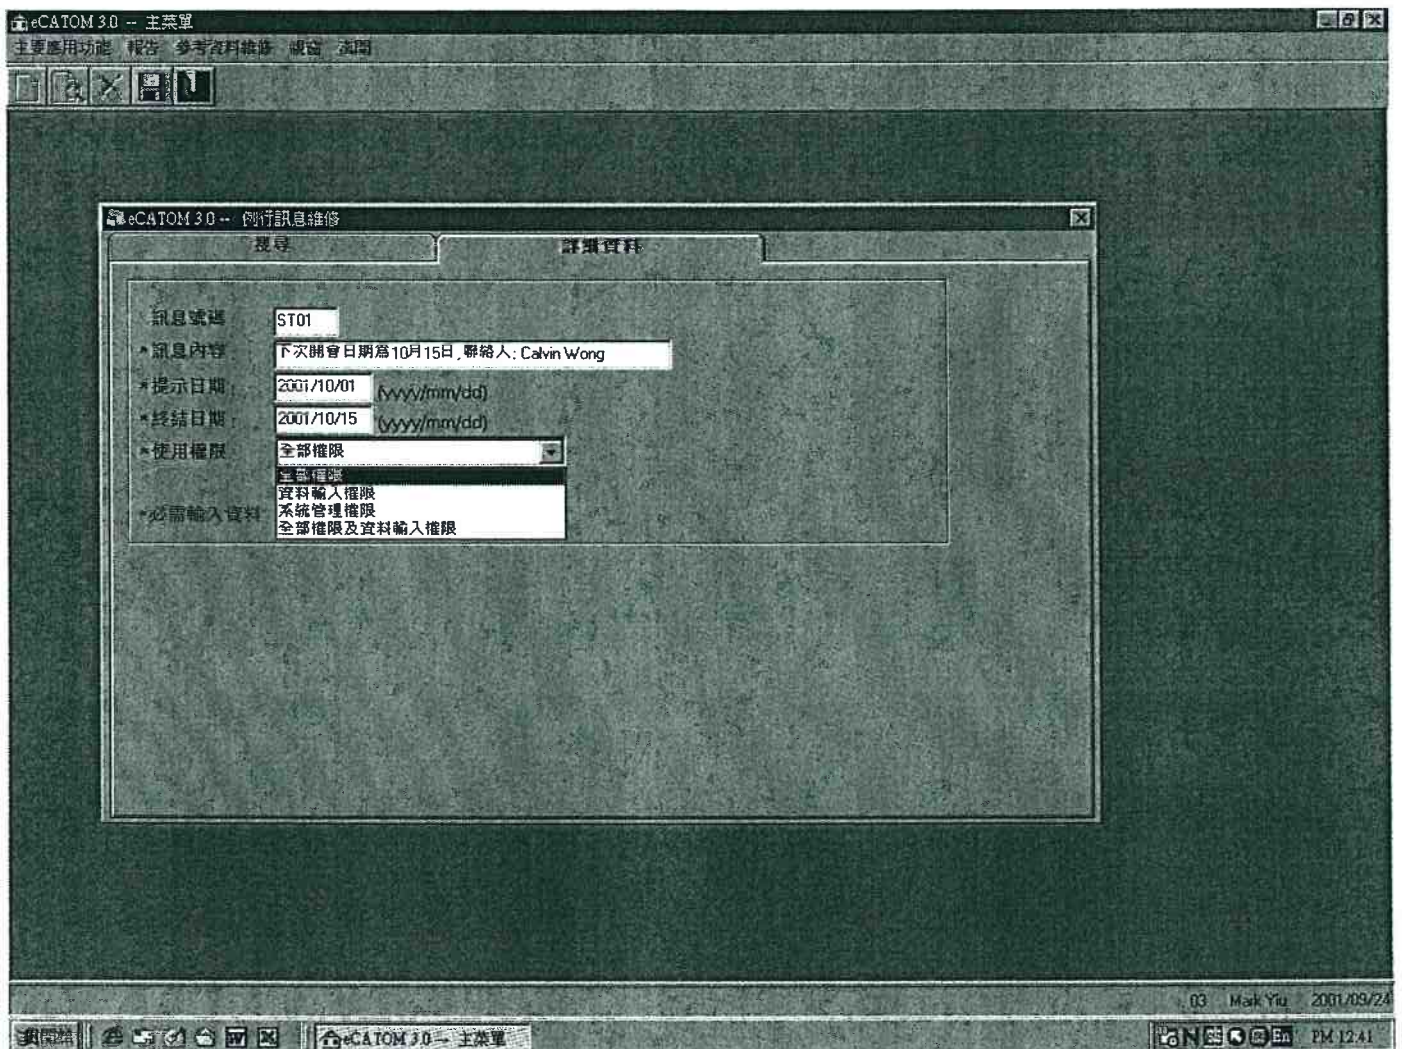 eCATOM 3.0 -- 主菜單
主要應用功能 報告 參考資料維修 視窗 清閒
eCATOM 3.0 -- 例行訊息維修
搜尋
詳細資料
訊息號碼 ST01
*訊息內容 下次開會日期為10月15日,聯絡人: Calvin Wong
*提示日期: 2001/10/01 (yyyy/mm/dd)
*終結日期: 2001/10/15 (yyyy/mm/dd)
*使用權限 全部權限
全部權限
資料輸入權限
*必需輸入資料 系統管理權限
全部權限及資料輸入權限
03 Mark Yiu 2001/09/24
開始 eCATOM 3.0 -- 主菜單 En PM 12:41